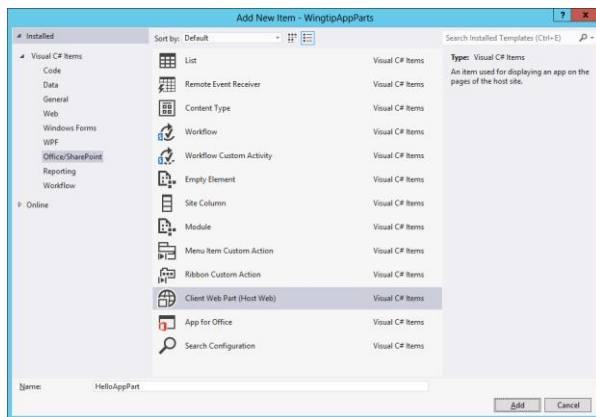 Add New Item - WingtipAppParts
? x
Installed
Sort by: Default
Search Installed Templates (Ctrl+E)
Visual C# Items
Code
Data
General
Web
Windows Forms
WPF
Office/SharePoint
Reporting
Workflow
Online
List Visual C# Items
Remote Event Receiver Visual C# Items
Content Type Visual C# Items
Workflow Visual C# Items
Workflow Custom Activity Visual C# Items
Empty Element Visual C# Items
Site Column Visual C# Items
Module Visual C# Items
Menu Item Custom Action Visual C# Items
Ribbon Custom Action Visual C# Items
Client Web Part (Host Web) Visual C# Items
App for Office Visual C# Items
Search Configuration Visual C# Items
Type: Visual C# Items
An item used for displaying an app on the
pages of the host site.
Name: HelloAppPart
Add Cancel